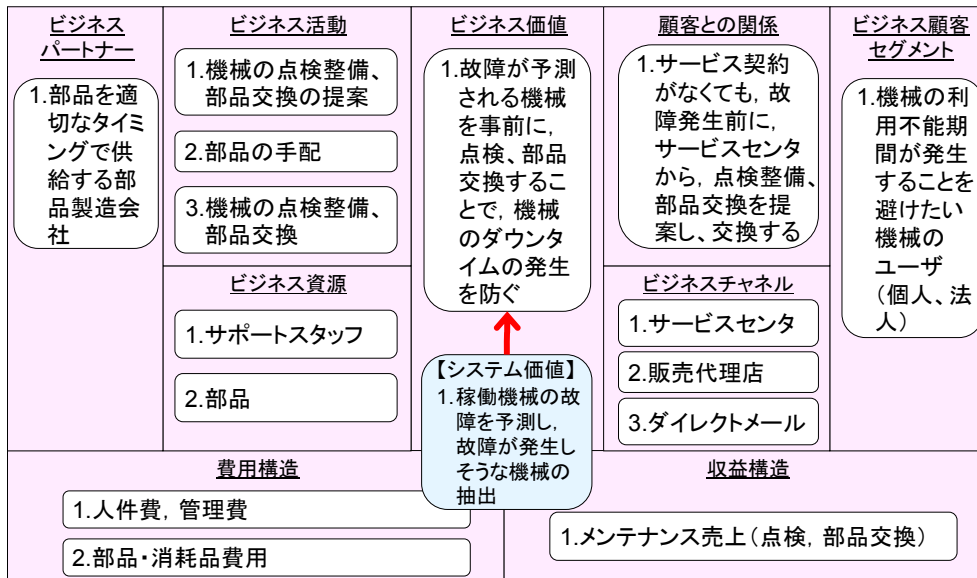 ビジネス
パートナー
1.部品を適
切なタイミ
ングで供
給する部
品製造会
社
ビジネス活動
1.機械の点検整備、
部品交換の提案
2.部品の手配
3.機械の点検整備、
部品交換
ビジネス資源
1.サポートスタッフ
2.部品
ビジネス価値
1.故障が予測
される機械
を事前に,
点検、部品
交換すること
で,機械
のダウンタ
イムの発生
を防ぐ
【システム価値】
1.稼働機械の故
障を予測し,
故障が発生し
そうな機械の
抽出
顧客との関係
1.サービス契約
がなくても,故
障発生前に,
サービスセンタ
から,点検整備、
部品交換を提
案し、交換する
ビジネスチャネル
1.サービスセンタ
2.販売代理店
3.ダイレクトメール
ビジネス顧客
セグメント
1.機械の利
用不能期
間が発生
することを
避けたい
機械の
ユーザ
(個人、法
人)
費用構造
1.人件費,管理費
2.部品・消耗品費用
収益構造
1.メンテナンス売上(点検,部品交換)